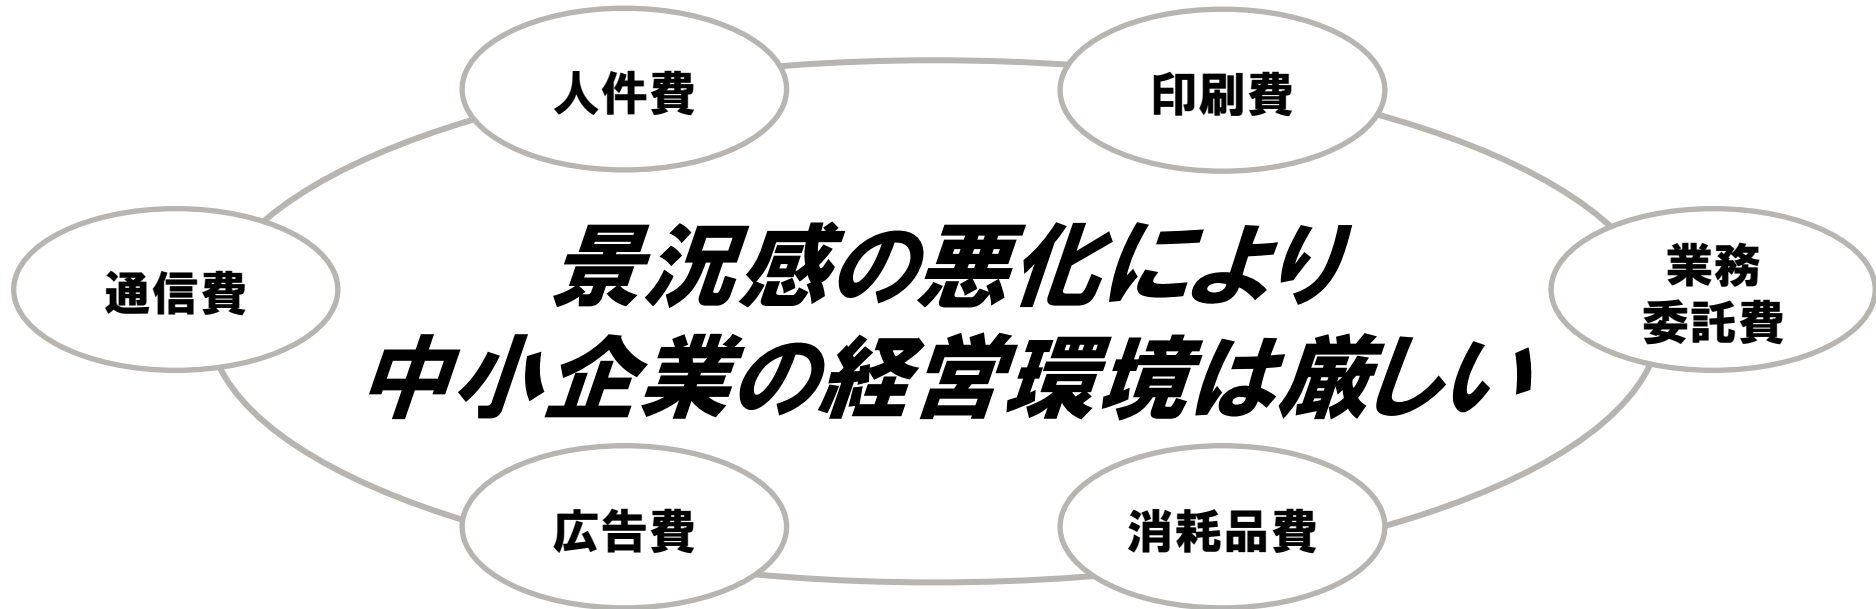 人件費
印刷費
通信費
景況感の悪化により
中小企業の経営環境は厳しい
業務
委託費
広告費
消耗品費